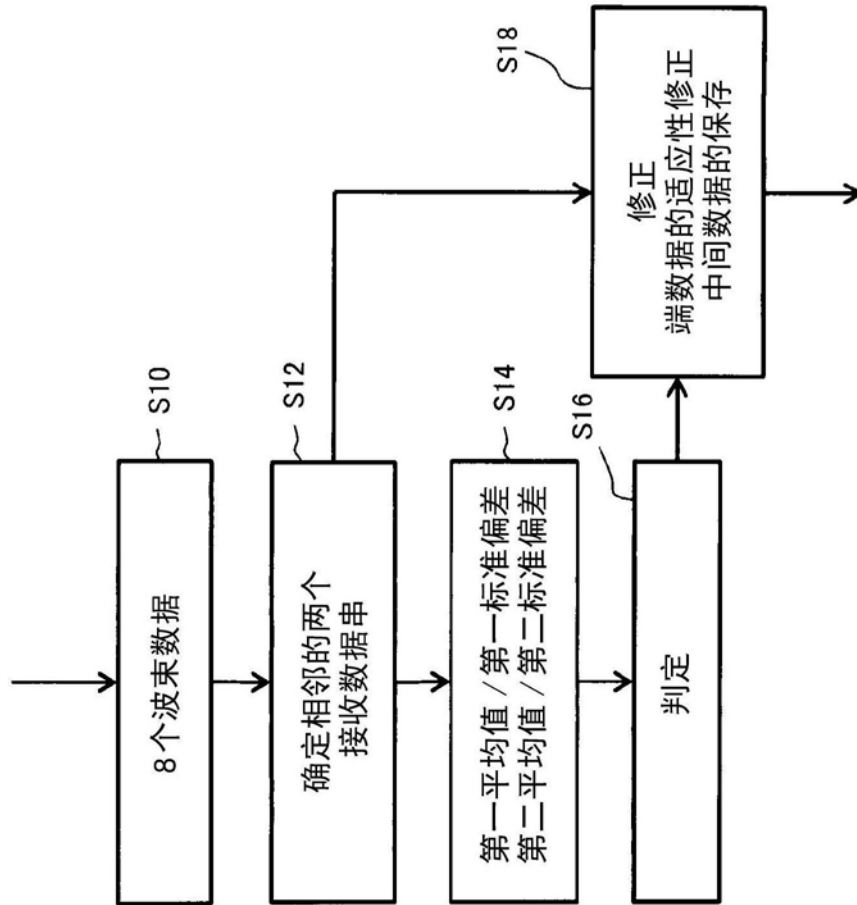 S10
8个波束数据
S12
确定相邻的两个
接收数据串
S14
第一平均值／第一标准偏差
第二平均值／第二标准偏差
S16
判定
S18
修正
端数据的适应性修正
中间数据的保存